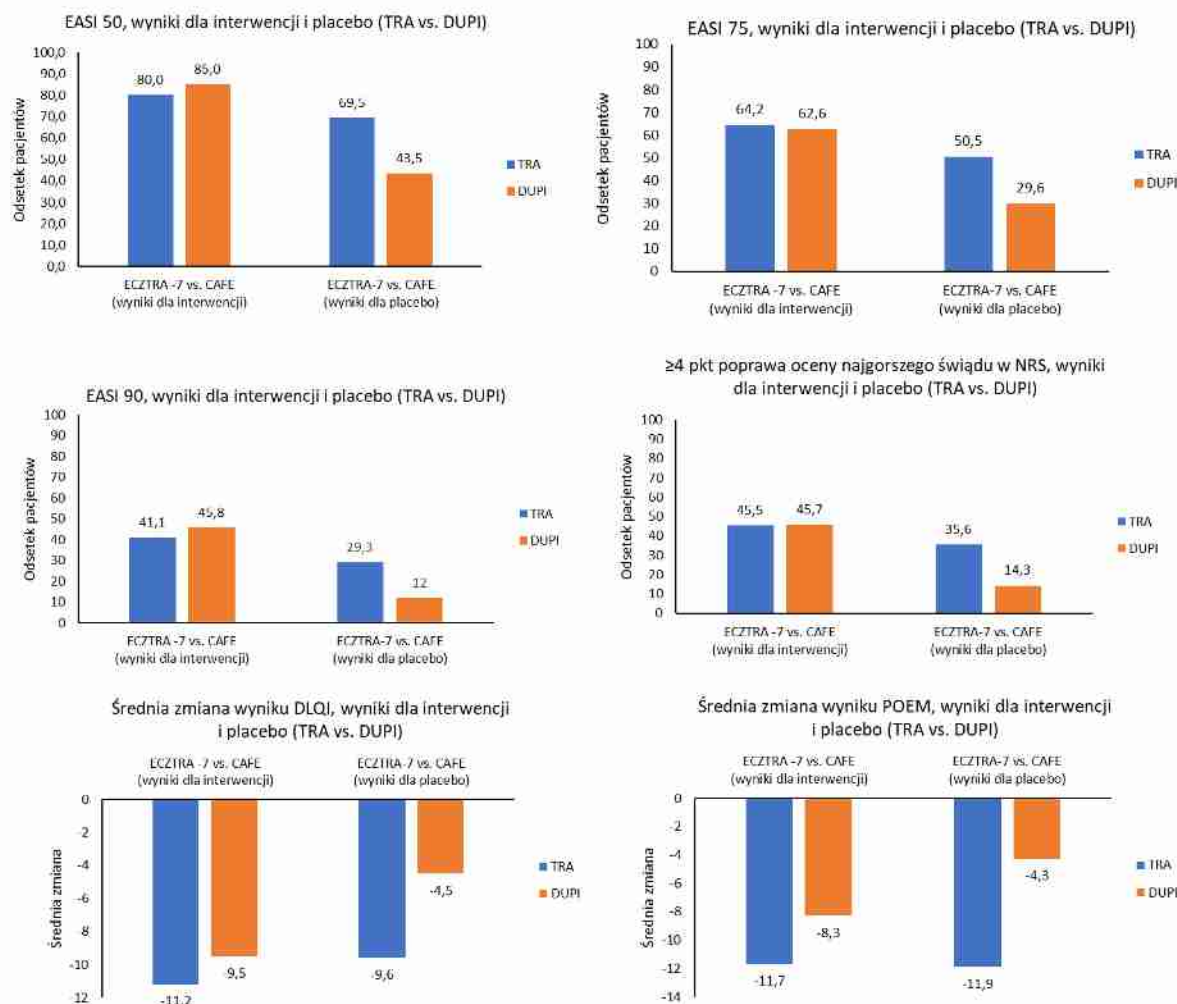 EASI 50, wyniki dla interwencji i placebo (TRA vs. DUPI)
100,0
90,0
80,0
70,0
60,0
50,0
40,0
30,0
20,0
10,0
0,0
Odsetek pacjentów
80,0
85,0
69,5
43,5
TRA
DUPI
ECZTRA -7 vs. CAFE
(wyniki dla interwencji)
ECZTRA-7 vs. CAFE
(wyniki dla placebo)
EASI 75, wyniki dla interwencji i placebo (TRA vs. DUPI)
100
90
80
70
60
50
40
30
20
10
0
Odsetek pacjentów
64,2
62,6
50,5
29,6
TRA
DUPI
ECZTRA -7 vs. CAFE
(wyniki dla interwencji)
ECZTRA-7 vs. CAFE
(wyniki dla placebo)
EASI 90, wyniki dla interwencji i placebo (TRA vs. DUPI)
100
90
80
70
60
50
40
30
20
10
0
Odsetek pacjentów
41,1
45,8
29,3
12
TRA
DUPI
ECZTRA -7 vs. CAFE
(wyniki dla interwencji)
ECZTRA-7 vs. CAFE
(wyniki dla placebo)
≥4 pkt poprawa oceny najgorszego świądu w NRS, wyniki
dla interwencji i placebo (TRA vs. DUPI)
100
90
80
70
60
50
40
30
20
10
0
Odsetek pacjentów
45,5
45,7
35,6
14,3
TRA
DUPI
ECZTRA -7 vs. CAFE
(wyniki dla interwencji)
ECZTRA-7 vs. CAFE
(wyniki dla placebo)
Średnia zmiana wyniku DLQI, wyniki dla interwencji
i placebo (TRA vs. DUPI)
ECZTRA -7 vs. CAFE
(wyniki dla interwencji)
ECZTRA-7 vs. CAFE
(wyniki dla placebo)
0
-2
-4
-6
-8
-10
12
Średnia zmiana
-11,2
-9,5
-9,6
-4,5
TRA
DUPI
Średnia zmiana wyniku POEM, wyniki dla interwencji
i placebo (TRA vs. DUPI)
ECZTRA -7 vs. CAFE
(wyniki dla interwencji)
ECZTRA-7 vs. CAFE
(wyniki dla placebo)
0
-2
-4
-6
-8
-10
-12
-14
Średnia zmiana
-11,7
-8,3
-11,9
-4,3
TRA
DUPI